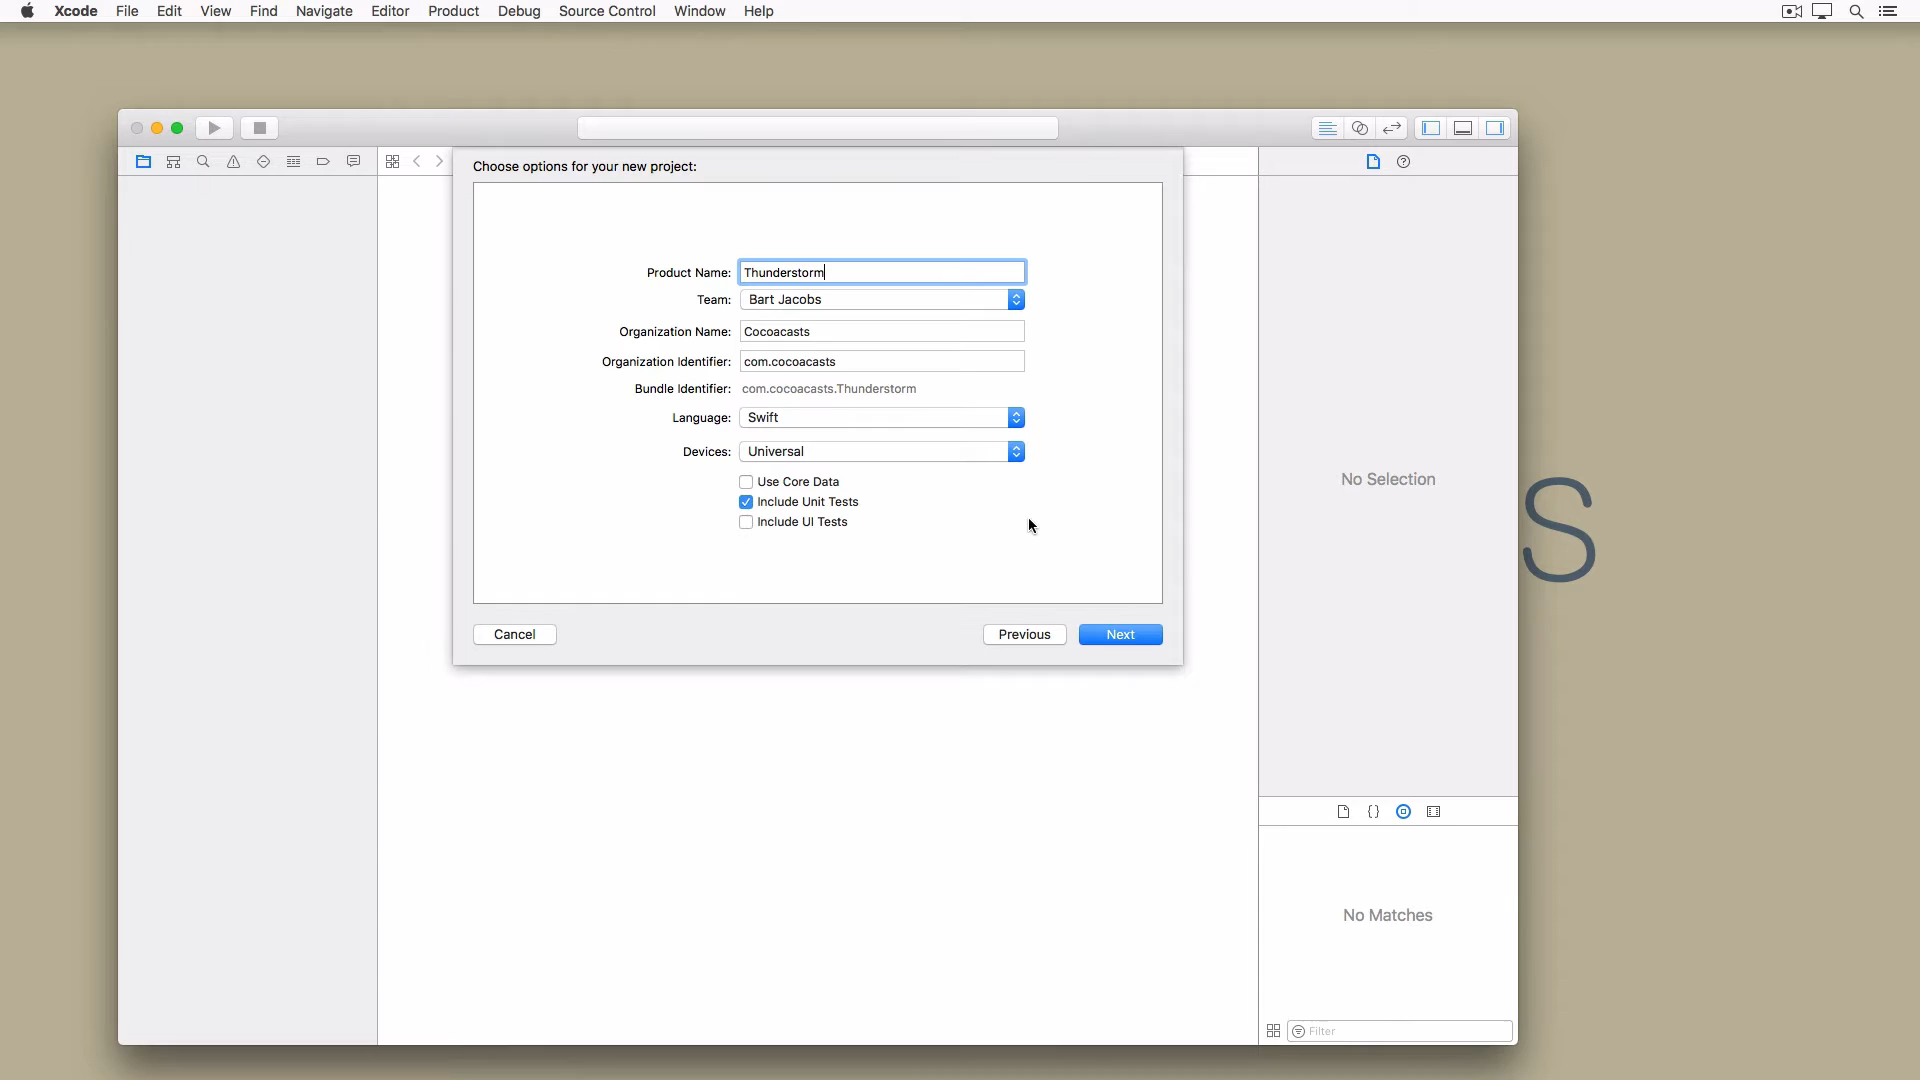 Xcode File Edit View Find Navigate Editor Product Debug Source Control Window Help
Choose options for your new project:
Product Name: Thunderstorm
Team: Bart Jacobs
Organization Name: Cocoacasts
Organization Identifier: com.cocoacasts
Bundle Identifier: com.cocoacasts.Thunderstorm
Language: Swift
Devices: Universal
Use Core Data
Include Unit Tests
Include UI Tests
Cancel Previous Next
No Selection
S
No Matches
Filter